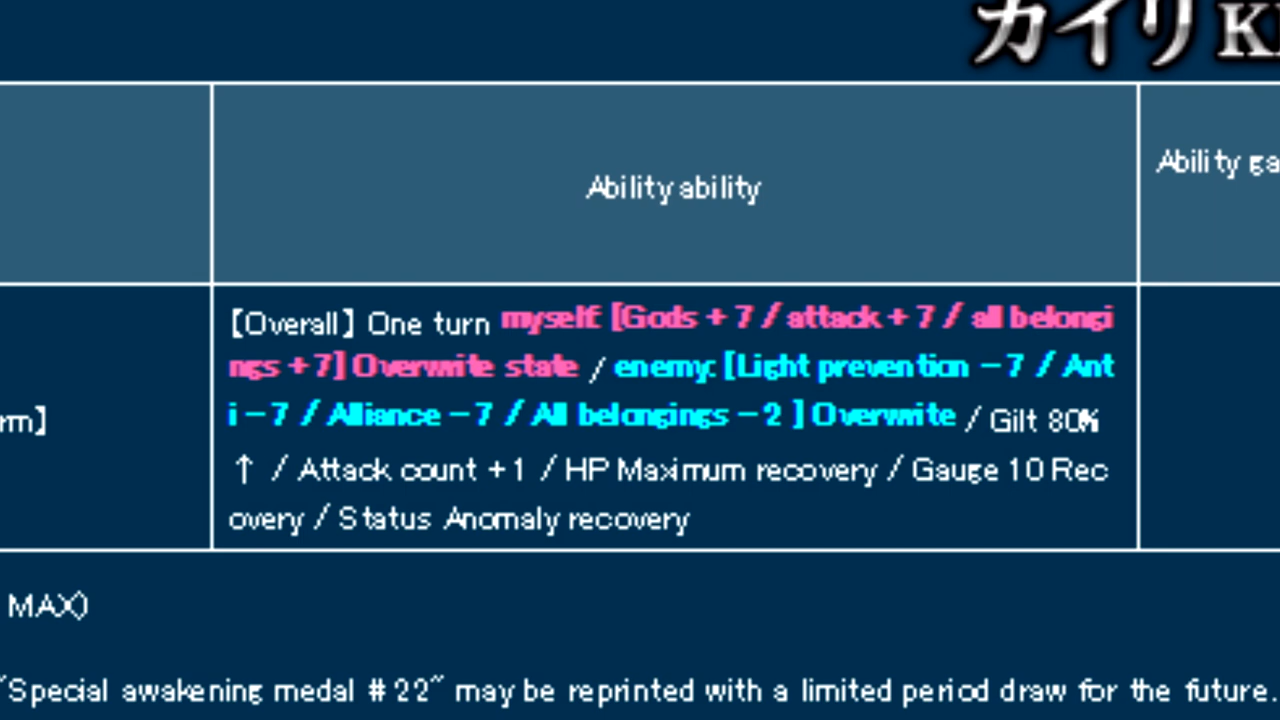 カイリ
Ability ability
Ability
【Overall】 One turn myself: [Gods + 7 / attack + 7 / all belongi
ngs + 7] Overwrite state / enemy: [Light prevention − 7 / Ant
i − 7 / Alliance − 7 / All belongings − 2 ] Overwrite / Gilt 80%
↑ / Attack count + 1 / HP Maximum recovery / Gauge 10 Rec
overy / Status Anomaly recovery
MAX)
"Special awakening medal # 22" may be reprinted with a limited period draw for the future.